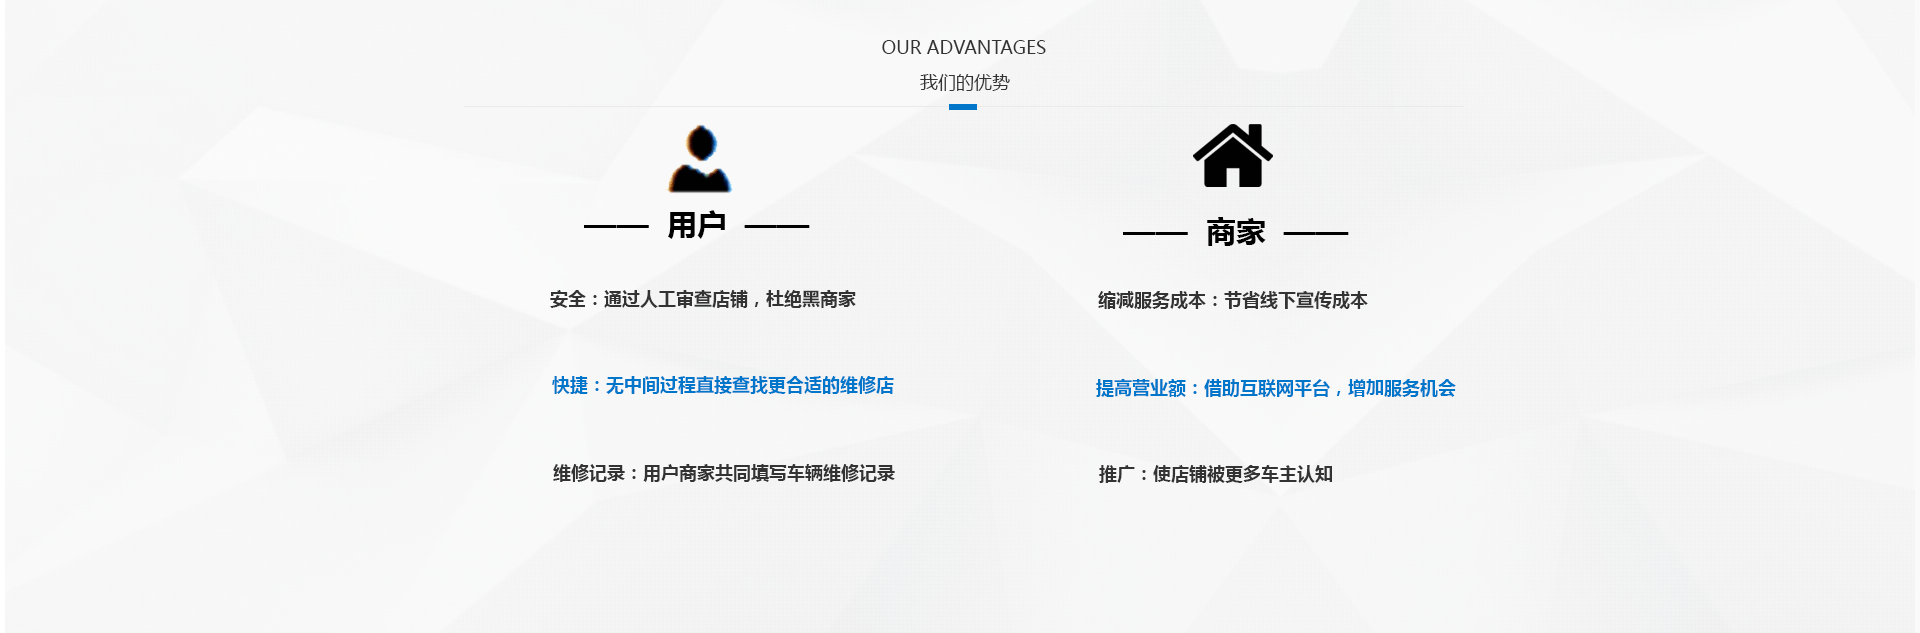 OUR ADVANTAGES
我们的优势
—— 用户 ——
安全：通过人工审查店铺，杜绝黑商家
快捷：无中间过程直接查找更合适的维修店
维修记录：用户商家共同填写车辆维修记录
—— 商家 ——
缩减服务成本：节省线下宣传成本
提高营业额：借助互联网平台，增加服务机会
推广：使店铺被更多车主认知